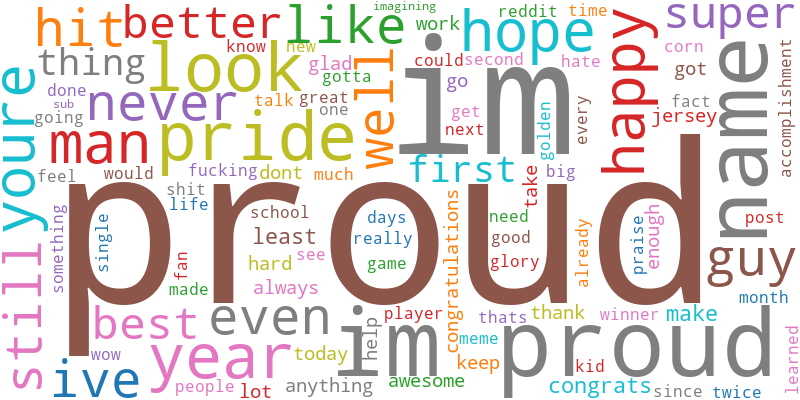 imagining
hit
better
like
reddit
time
super
work
hope
know
new
thing
look
glad
could
second
hate
happy
corn
got
name
accomplishment
done
sub
going
never
talk
great
gotta
one
well
im
go
get
next
golden
every
fact
jersey
youre
man
pride
first
feel
would
fucking
dont
much
big
take
shit
life
proud
something
single
school
least
days
really
need
good
glory
already
praise
enough
post
guy
still
fan
made
hard
see
always
game
congratulations
month
best
even
im proud
help
player
thats
thank
winner
make
wow
year
today
meme
keep
kid
learned
ive
people
lot
anything
awesome
congrats
since
twice